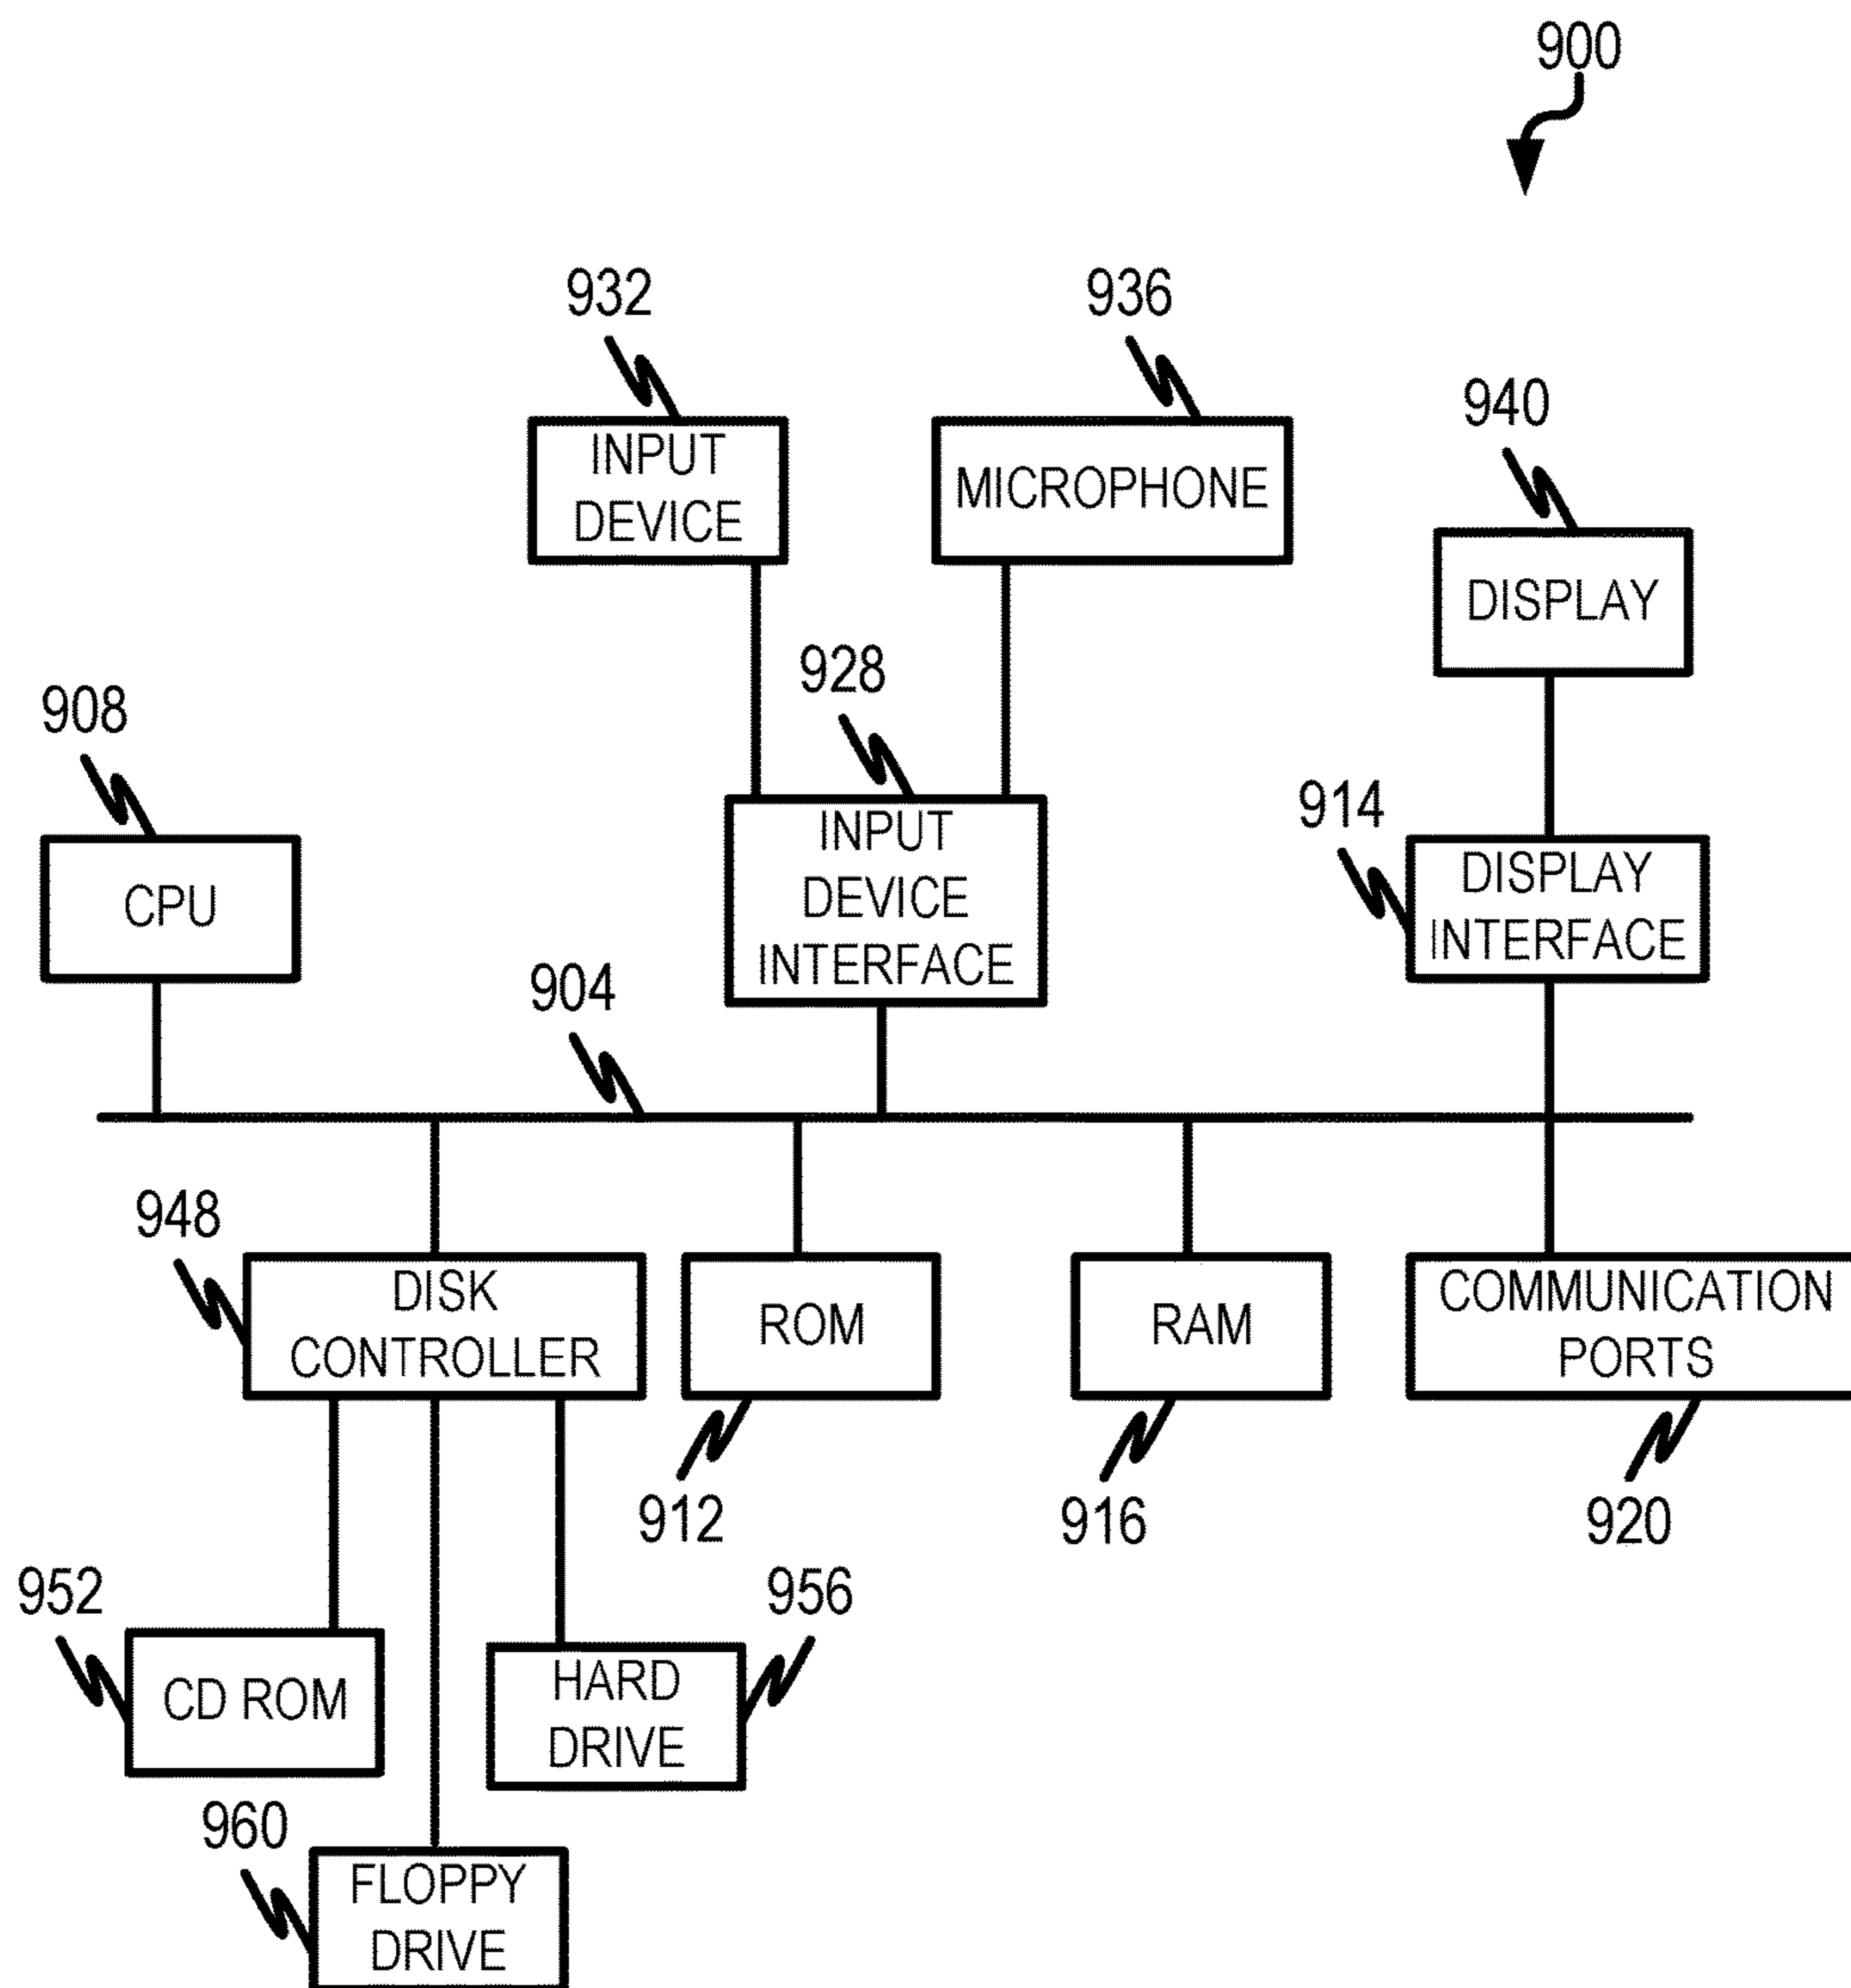 900
932
936
940
INPUT
DEVICE
MICROPHONE
DISPLAY
908
928
914
CPU
INPUT
DEVICE
INTERFACE
DISPLAY
INTERFACE
904
948
DISK
CONTROLLER
ROM
RAM
COMMUNICATION
PORTS
912
916
920
952
956
CD ROM
HARD
DRIVE
960
FLOPPY
DRIVE